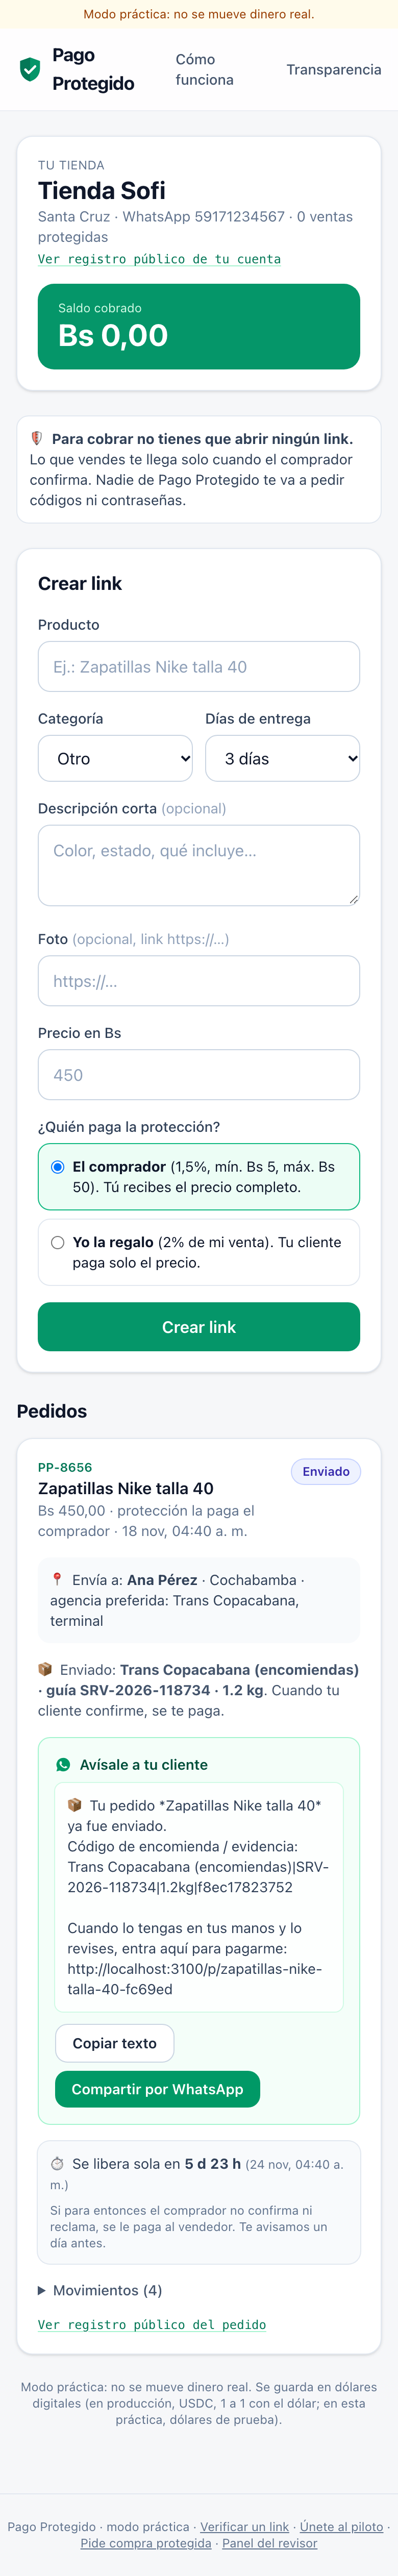 Modo práctica: no se mueve dinero real.
Pago
Protegido
Cómo
funciona
Transparencia
TU TIENDA
Tienda Sofi
Santa Cruz · WhatsApp 59171234567 · 0 ventas
protegidas
Ver registro público de tu cuenta
Saldo cobrado
Bs 0,00
Para cobrar no tienes que abrir ningún link.
Lo que vendes te llega solo cuando el comprador
confirma. Nadie de Pago Protegido te va a pedir
códigos ni contraseñas.
Crear link
Producto
Ej.: Zapatillas Nike talla 40
Categoría
Días de entrega
Otro
3 días
Descripción corta (opcional)
Color, estado, qué incluye...
Foto (opcional, link https://...)
https://...
Precio en Bs
450
¿Quién paga la protección?
El comprador (1,5%, mín. Bs 5, máx. Bs
50). Tú recibes el precio completo.
Yo la regalo (2% de mi venta). Tu cliente
paga solo el precio.
Crear link
Pedidos
PP-8656
Enviado
Zapatillas Nike talla 40
Bs 450,00 · protección la paga el
comprador · 18 nov, 04:40 a. m.
📍 Envía a: Ana Pérez · Cochabamba ·
agencia preferida: Trans Copacabana,
terminal
📦 Enviado: Trans Copacabana (encomiendas)
· guía SRV-2026-118734 · 1.2 kg. Cuando tu
cliente confirme, se te paga.
Avísale a tu cliente
📦 Tu pedido *Zapatillas Nike talla 40*
ya fue enviado.
Código de encomienda / evidencia:
Trans Copacabana (encomiendas)|SRV-
2026-118734|1.2kg|f8ec17823752
Cuando lo tengas en tus manos y lo
revises, entra aquí para pagarme:
http://localhost:3100/p/zapatillas-nike-
talla-40-fc69ed
Copiar texto
Compartir por WhatsApp
⏱ Se libera sola en 5 d 23 h (24 nov, 04:40 a.
m.)
Si para entonces el comprador no confirma ni
reclama, se le paga al vendedor. Te avisamos un
día antes.
▶ Movimientos (4)
Ver registro público del pedido
Modo práctica: no se mueve dinero real. Se guarda en dólares
digitales (en producción, USDC, 1 a 1 con el dólar; en esta
práctica, dólares de prueba).
Pago Protegido · modo práctica · Verificar un link · Únete al piloto ·
Pide compra protegida · Panel del revisor